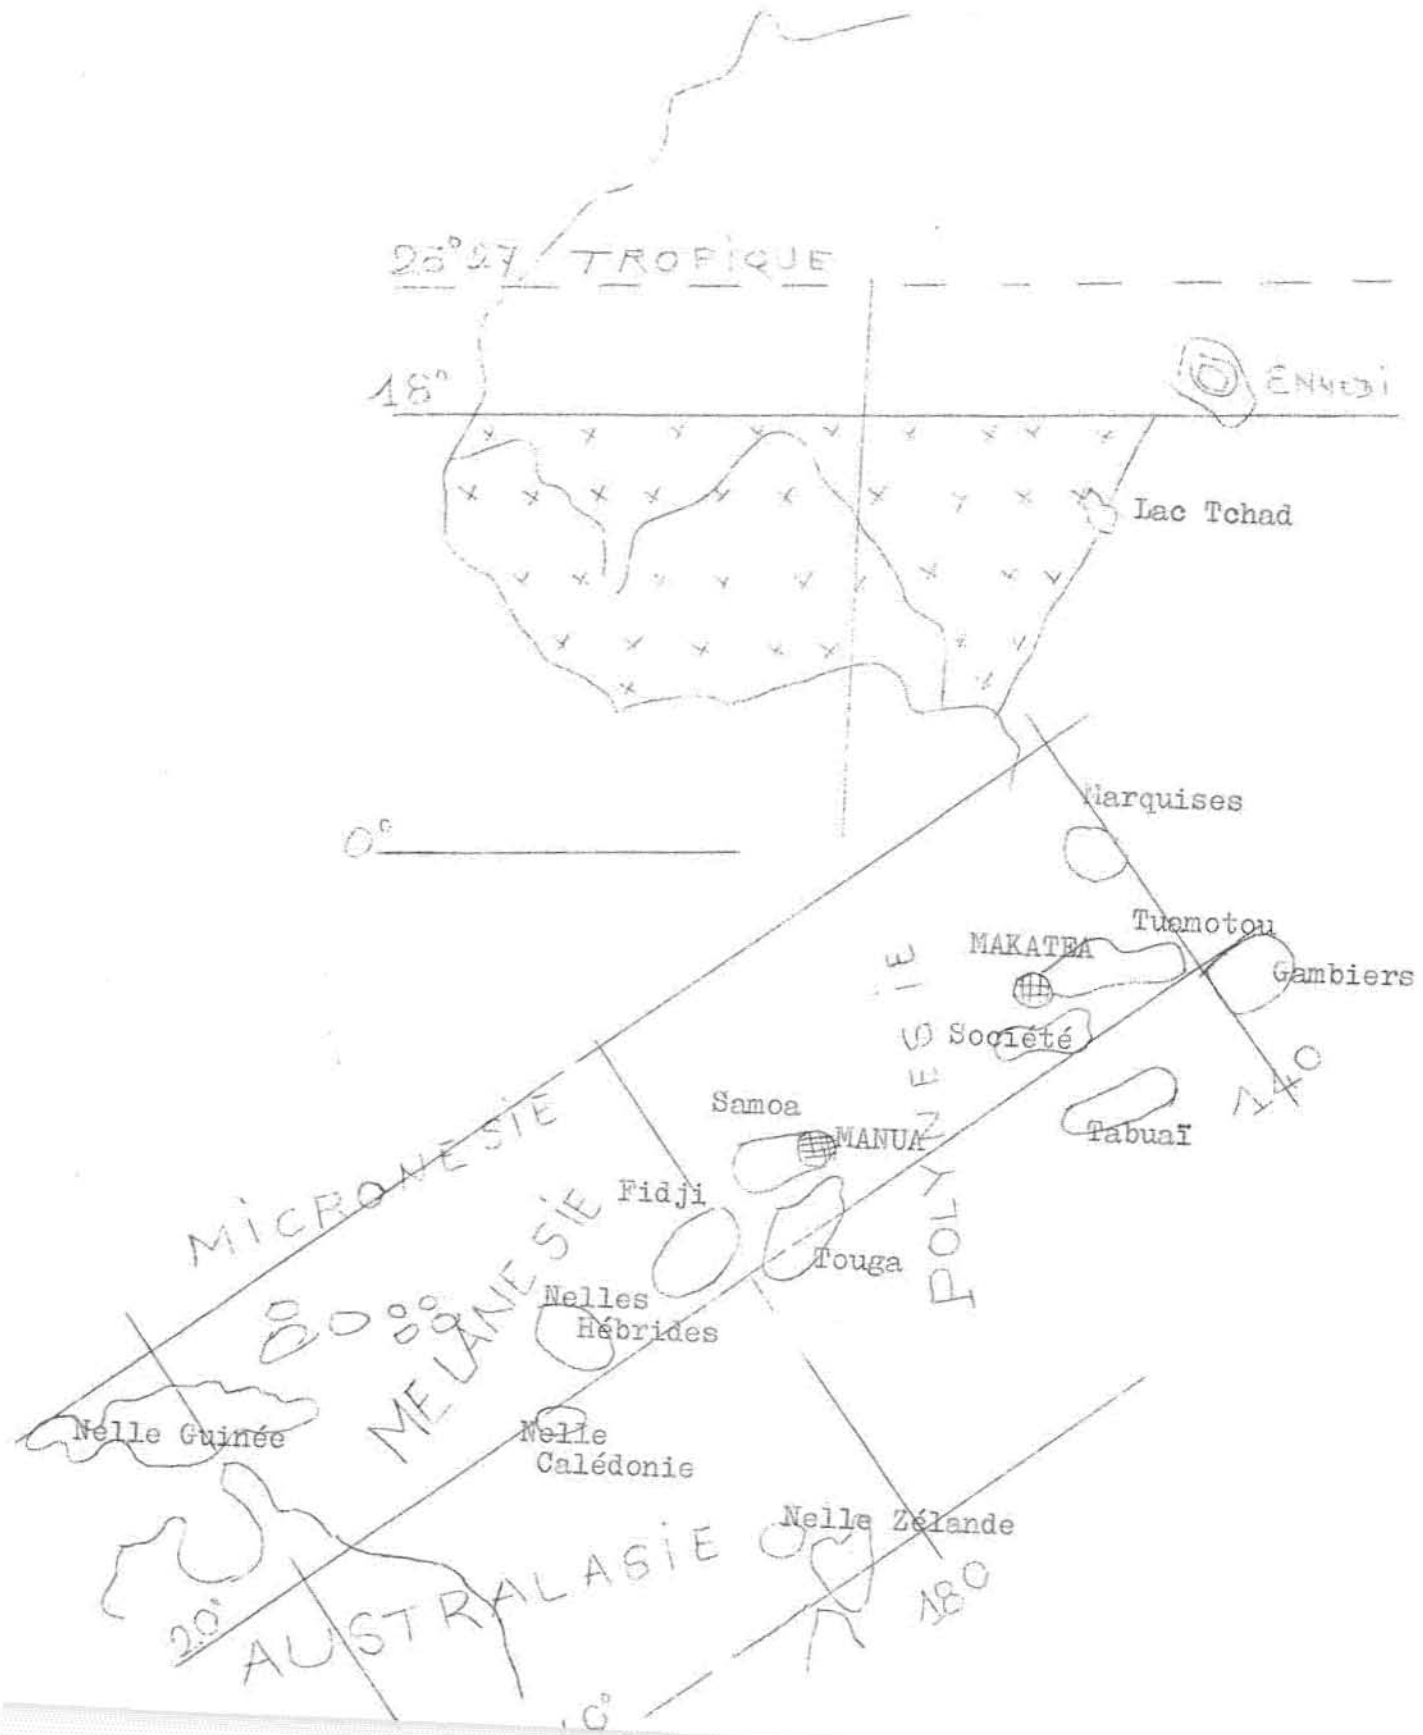 23°27 TROPIQUE
18°
ENNEDI
Lac Tchad
0°
Marquises
Tuamotou
MAKATEA
Gambiers
Société
POLYNESIE
140
Samoa
MANUA
Tabuaï
MICRONESIE
Fidji
MELANESIE
Touga
Nelles
Hébrides
Nelle Guinée
Nelle
Calédonie
Nelle Zélande
AUSTRALASIE
180
20°